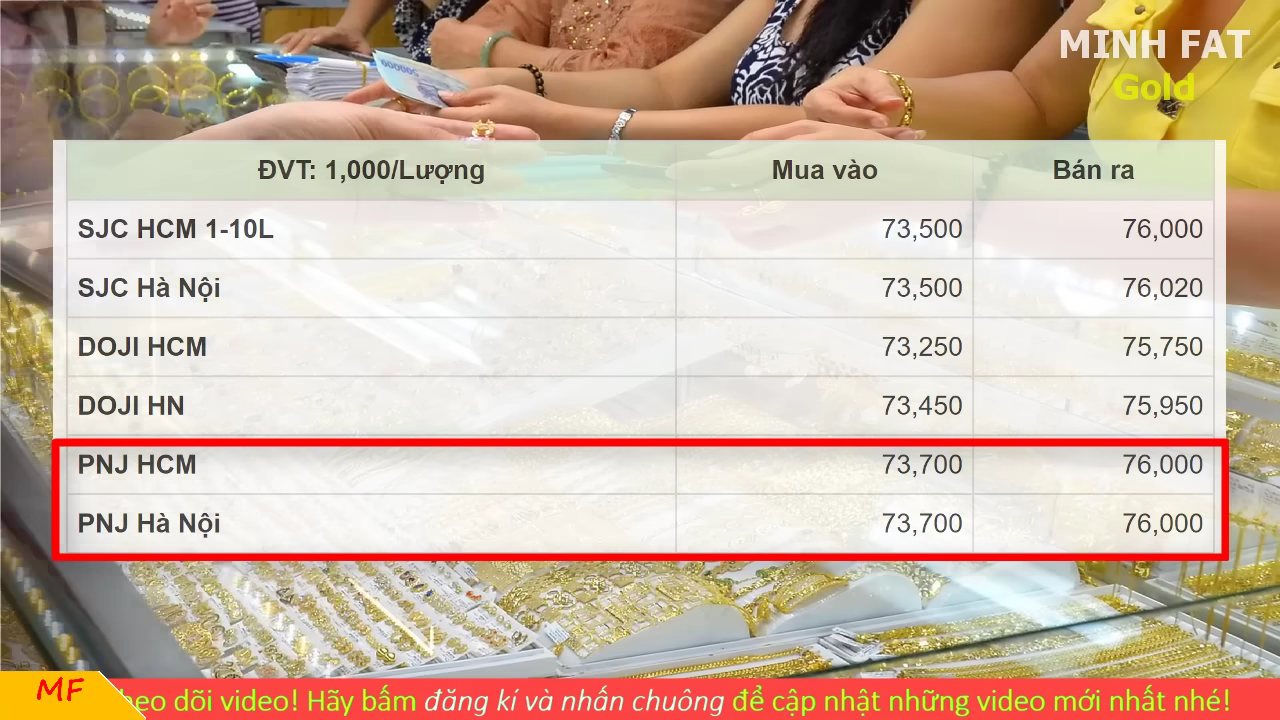 MINH FAT
Gold
ĐVT: 1,000/Lượng Mua vào Bán ra
SJC HCM 1-10L 73,500 76,000
SJC Hà Nội 73,500 76,020
DOJI HCM 73,250 75,750
DOJI HN 73,450 75,950
PNJ HCM 73,700 76,000
PNJ Hà Nội 73,700 76,000
MF dõi video! Hãy bấm đăng kí và nhấn chuông để cập nhật những video mới nhất nhé!